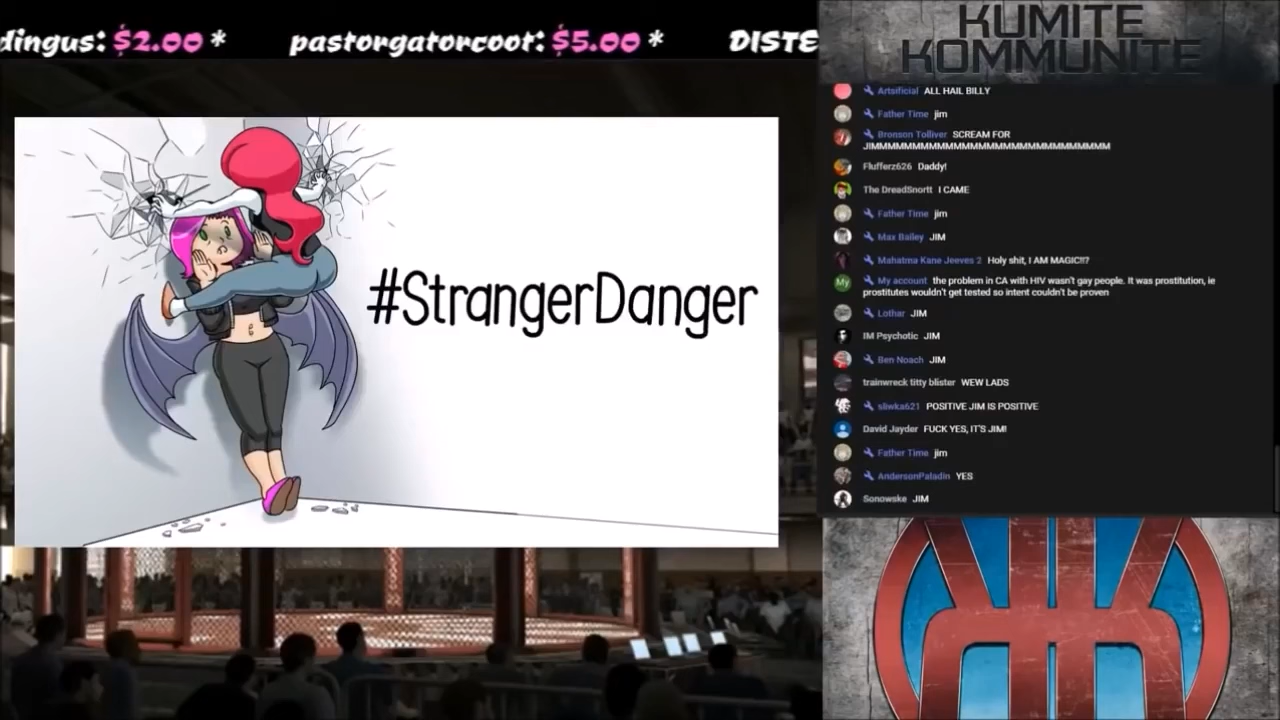 dingus: $2.00 * pastorgatorcoot: $5.00 * DISTE
KUMITE
KOMMUNITE
Artsificial ALL HAIL BILLY
Father Time jim
Bronson Tolliver SCREAM FOR
JIMMMMMMMMMMMMMMMMMMMMMMMMMMMMMM
Flufferz626 Daddy!
The DreadSnortt I CAME
Father Time jim
Max Bailey JIM
Mahatma Kane Jeeves 2 Holy shit, I AM MAGIC!!?
My
My account the problem in CA with HIV wasn't gay people. It was prostitution, ie
prostitutes wouldn't get tested so intent couldn't be proven
Lothar JIM
IM Psychotic JIM
Ben Noach JIM
trainwreck titty blister WEW LADS
sliwka621 POSITIVE JIM IS POSITIVE
David Jayder FUCK YES, IT'S JIM!
Father Time jim
AndersonPaladin YES
Sonowske JIM
#StrangerDanger